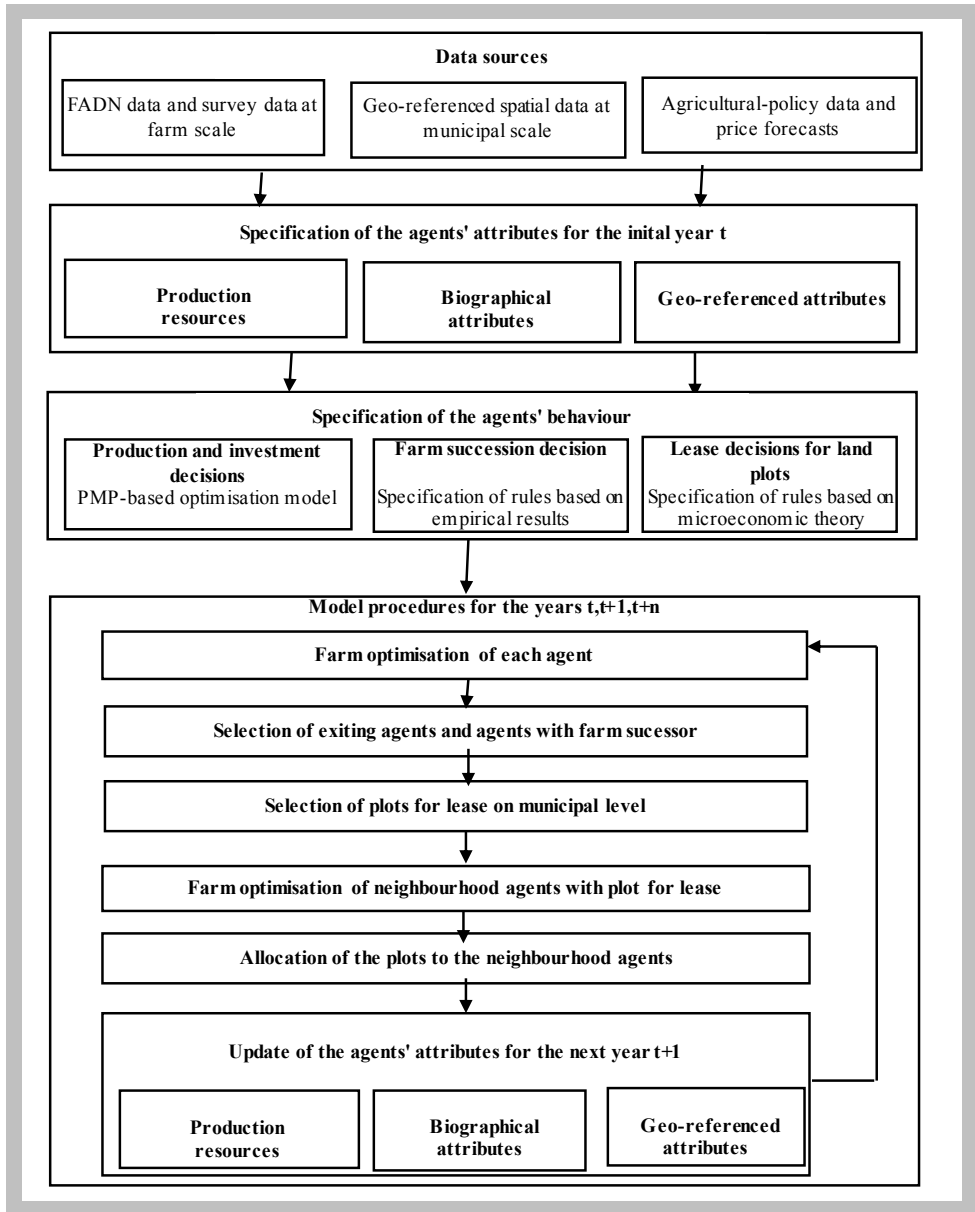 Data sources
FADN data and survey data at
farm scale
Geo-referenced spatial data at
municipal scale
Agricultural-policy data and
price forecasts
Specification of the agents' attributes for the inital year t
Production
resources
Biographical
attributes
Geo-referenced attributes
Specification of the agents' behaviour
Production and investment
decisions
PMP-based optimisation model
Farm succession decision
Specification of rules based on
empirical results
Lease decisions for land
plots
Specification of rules based on
microeconomic theory
Model procedures for the years t,t+1,t+n
Farm optimisation of each agent
Selection of exiting agents and agents with farm sucessor
Selection of plots for lease on municipal level
Farm optimisation of neighbourhood agents with plot for lease
Allocation of the plots to the neighbourhood agents
Update of the agents' attributes for the next year t+1
Production
resources
Biographical
attributes
Geo-referenced
attributes